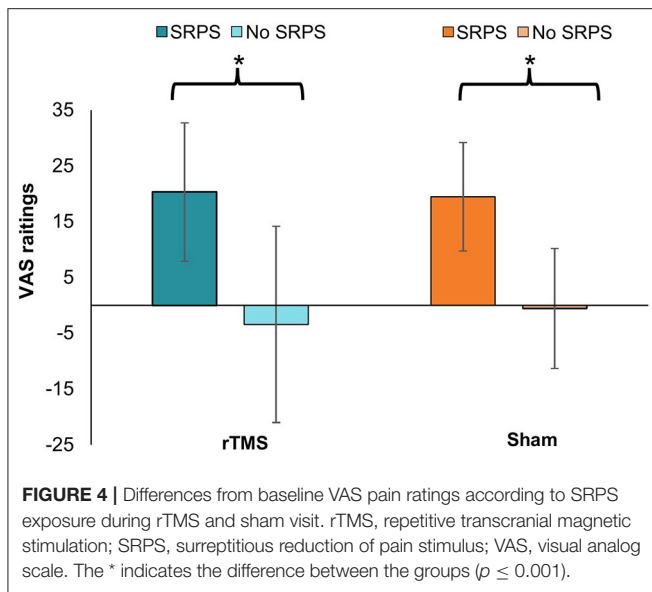 SRPS No SRPS SRPS No SRPS
* *
35
25
15
5
-5
-15
-25
VAS raitings
rTMS Sham
FIGURE 4 | Differences from baseline VAS pain ratings according to SRPS
exposure during rTMS and sham visit. rTMS, repetitive transcranial magnetic
stimulation; SRPS, surreptitious reduction of pain stimulus; VAS, visual analog
scale. The * indicates the difference between the groups (p ≤ 0.001).